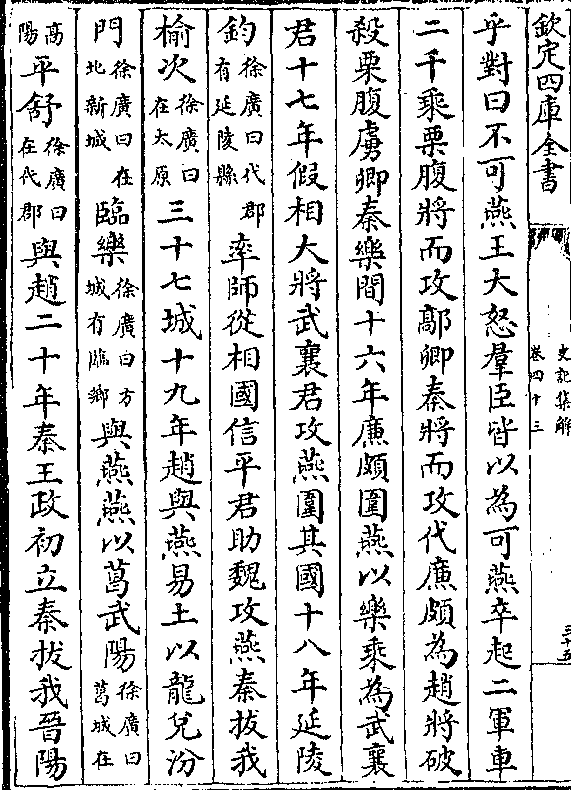 欽定四庫全書
史記集解
卷四十三
三十五
乎對曰不可燕王大怒羣臣皆以為可燕卒起二軍車
二千乘栗腹將而攻鄗卿秦將而攻代廉頗為趙將破
殺栗腹虜卿秦樂間十六年廉頗圍燕以樂乘為武襄
君十七年假相大將武襄君攻燕圍其國十八年延陵
鈞徐廣曰代郡有延陵縣率師從相國信平君助魏攻燕秦拔我
榆次徐廣曰在太原三十七城十九年趙與燕易土以龍兌汾
門徐廣曰在北新城臨樂徐廣曰方城有臨鄉與燕燕以葛武陽徐廣曰葛城在
高陽平舒徐廣曰在代郡與趙二十年秦王政初立秦拔我晉陽